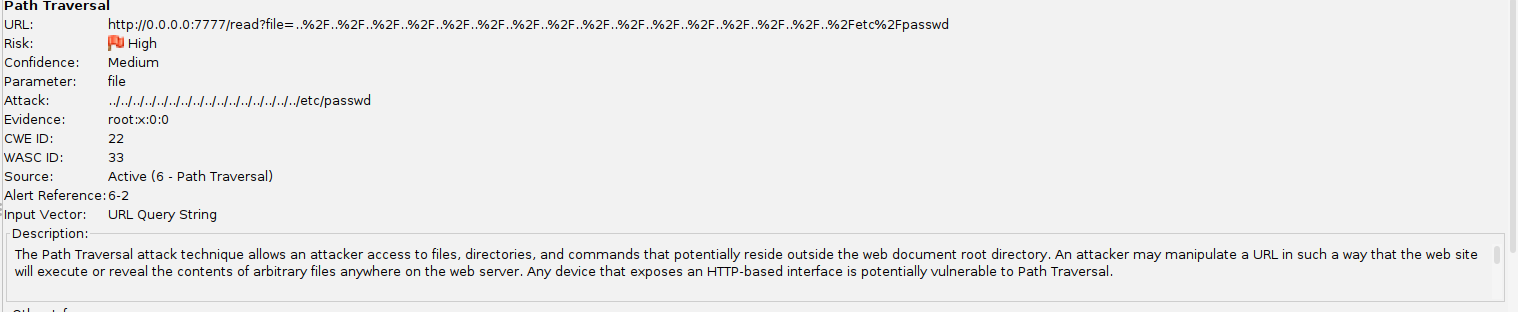 Path Traversal
URL: http://0.0.0.0:7777/read?file=..%2F..%2F..%2F..%2F..%2F..%2F..%2F..%2F..%2F..%2F..%2F..%2F..%2F..%2F..%2F..%2Fetc%2Fpasswd
Risk: High
Confidence: Medium
Parameter: file
Attack: ../../../../../../../../../../../../../../../../etc/passwd
Evidence: root:x:0:0
CWE ID: 22
WASC ID: 33
Source: Active (6 - Path Traversal)
Alert Reference: 6-2
Input Vector: URL Query String
Description:
The Path Traversal attack technique allows an attacker access to files, directories, and commands that potentially reside outside the web document root directory. An attacker may manipulate a URL in such a way that the web site
will execute or reveal the contents of arbitrary files anywhere on the web server. Any device that exposes an HTTP-based interface is potentially vulnerable to Path Traversal.